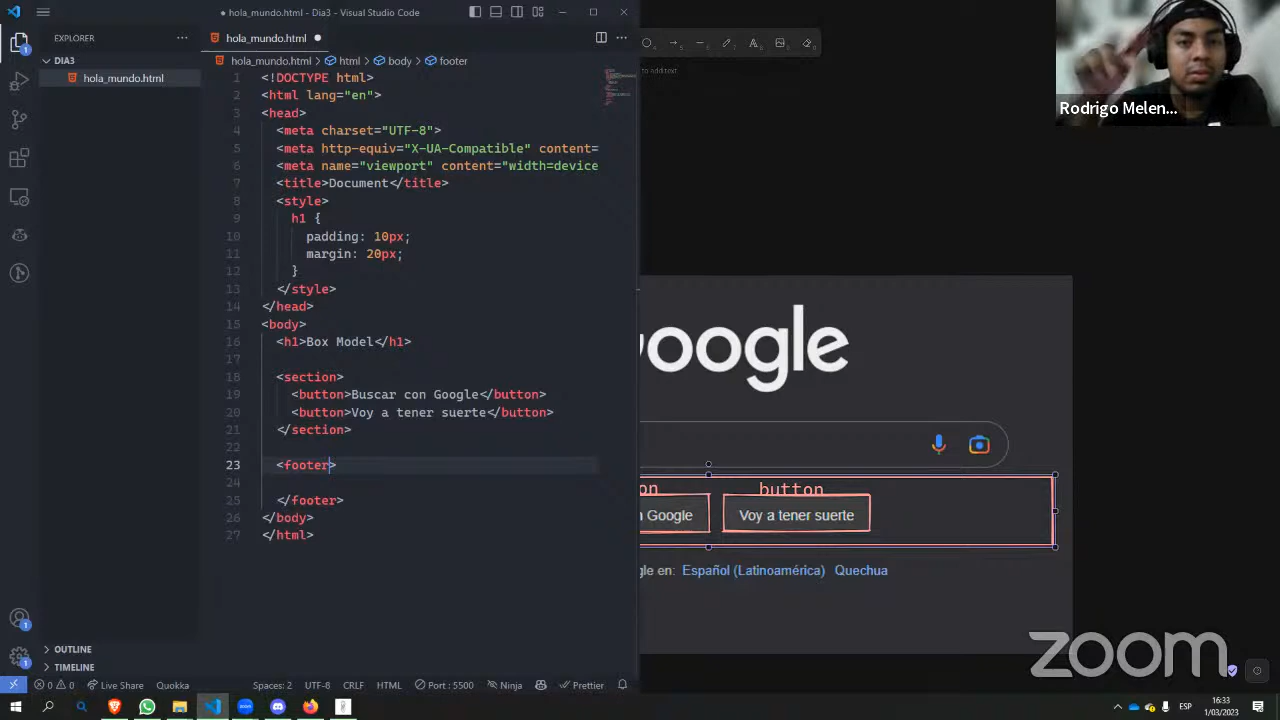 hola_mundo.html - Dia3 - Visual Studio Code
EXPLORER
hola_mundo.html
DIA3
hola_mundo.html
hola_mundo.html > html > body > footer
1 <!DOCTYPE html>
2 <html lang="en">
3 <head>
4 <meta charset="UTF-8">
5 <meta http-equiv="X-UA-Compatible" content=
6 <meta name="viewport" content="width=device
7 <title>Document</title>
8 <style>
9 h1 {
10 padding: 10px;
11 margin: 20px;
12 }
13 </style>
14 </head>
15 <body>
16 <h1>Box Model</h1>
17
18 <section>
19 <button>Buscar con Google</button>
20 <button>Voy a tener suerte</button>
21 </section>
22
23 <footer>
24
25 </footer>
26 </body>
27 </html>
OUTLINE
TIMELINE
0 0 Live Share Quokka Spaces: 2 UTF-8 CRLF HTML Port : 5500 Ninja Prettier
to add text
Rodrigo Melen...
oogle
on button
n Google Voy a tener suerte
gle en: Español (Latinoamérica) Quechua
zoom
ESP 16:33
1/03/2023